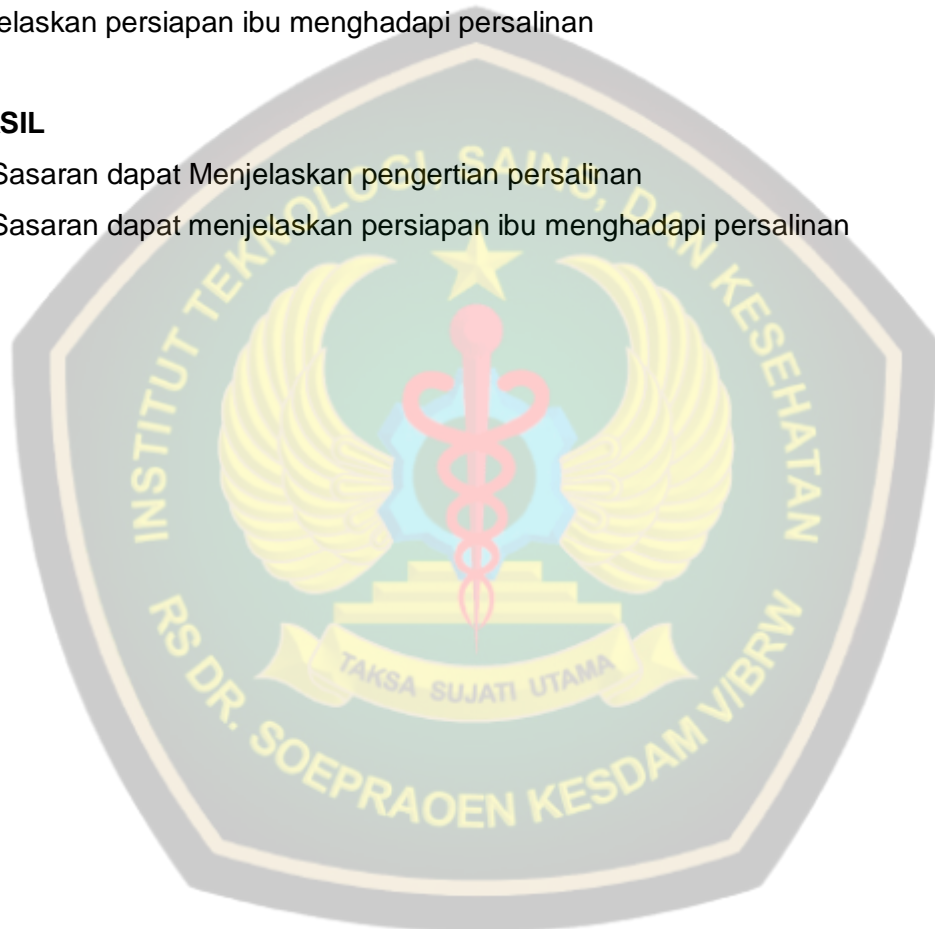 elaskan persiapan ibu menghadapi persalinan
SIL
Sasaran dapat Menjelaskan pengertian persalinan
Sasaran dapat menjelaskan persiapan ibu menghadapi persalinan
INSTITUT TEKNOLOGI, SAINS, DAN KESEHATAN
TAKSA SUJATI UTAMA
RS DR. SOEPRAOEN KESDAM V/BRW